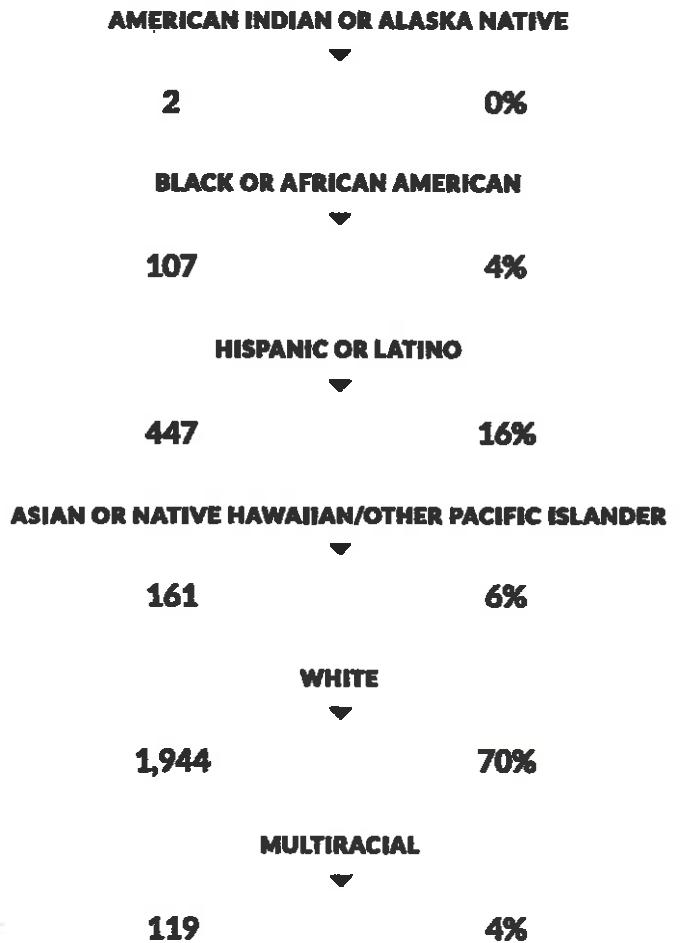 AMERICAN INDIAN OR ALASKA NATIVE
2 0%
BLACK OR AFRICAN AMERICAN
107 4%
HISPANIC OR LATINO
447 16%
ASIAN OR NATIVE HAWAIIAN/OTHER PACIFIC ISLANDER
161 6%
WHITE
1,944 70%
MULTIRACIAL
119 4%